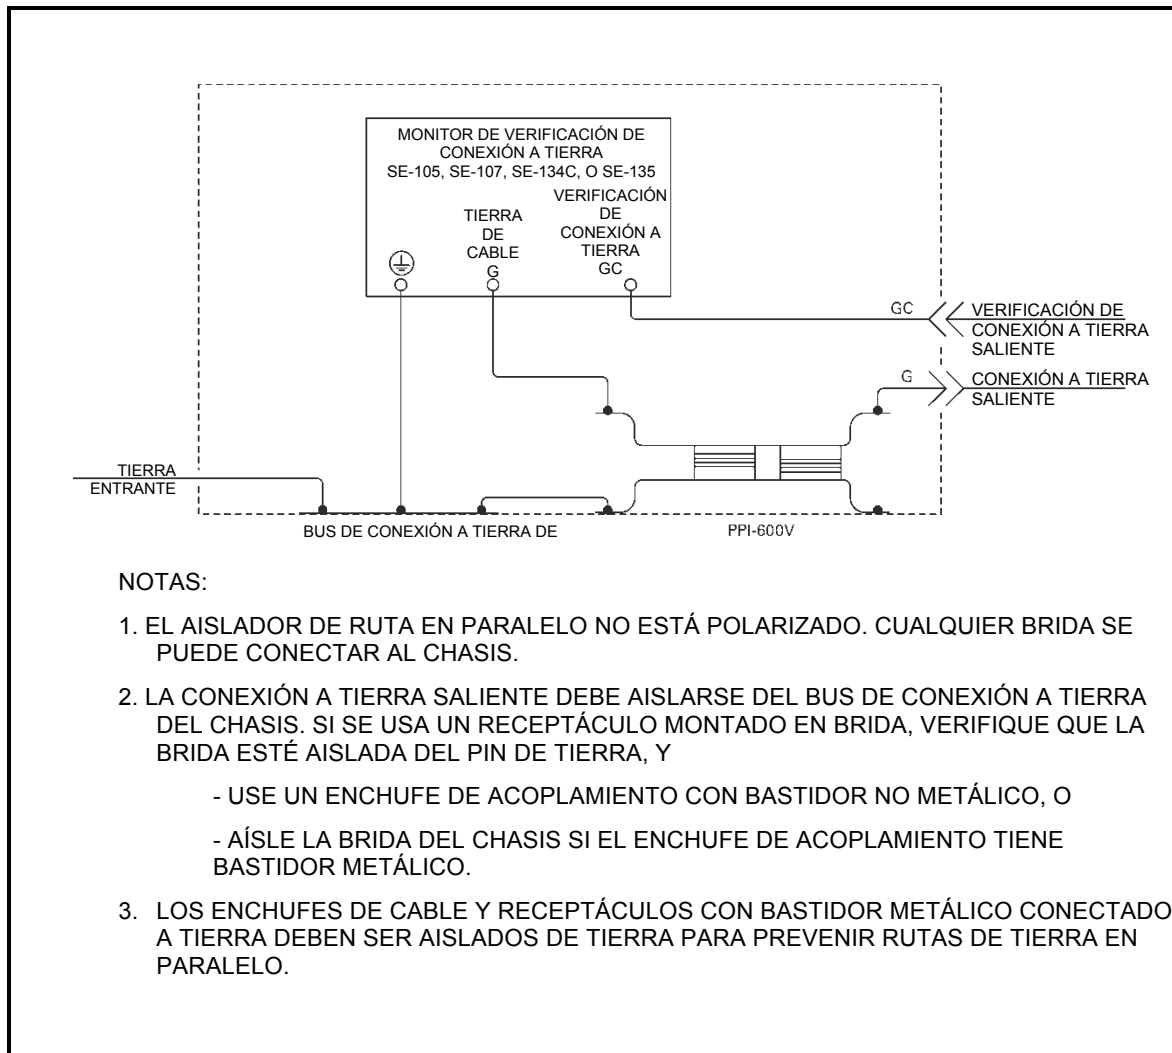 MONITOR DE VERIFICACIÓN DE
CONEXIÓN A TIERRA
SE-105, SE-107, SE-134C, O SE-135
TIERRA
DE
CABLE
G
VERIFICACIÓN
DE
CONEXIÓN A
TIERRA
GC
GC
VERIFICACIÓN DE
CONEXIÓN A TIERRA
SALIENTE
G
CONEXIÓN A TIERRA
SALIENTE
TIERRA
ENTRANTE
BUS DE CONEXIÓN A TIERRA DE
PPI-600V
NOTAS:
1. EL AISLADOR DE RUTA EN PARALELO NO ESTÁ POLARIZADO. CUALQUIER BRIDA SE
PUEDE CONECTAR AL CHASIS.
2. LA CONEXIÓN A TIERRA SALIENTE DEBE AISLARSE DEL BUS DE CONEXIÓN A TIERRA
DEL CHASIS. SI SE USA UN RECEPTÁCULO MONTADO EN BRIDA, VERIFIQUE QUE LA
BRIDA ESTÉ AISLADA DEL PIN DE TIERRA, Y
- USE UN ENCHUFE DE ACOPLAMIENTO CON BASTIDOR NO METÁLICO, O
- AÍSLE LA BRIDA DEL CHASIS SI EL ENCHUFE DE ACOPLAMIENTO TIENE
BASTIDOR METÁLICO.
3. LOS ENCHUFES DE CABLE Y RECEPTÁCULOS CON BASTIDOR METÁLICO CONECTADO
A TIERRA DEBEN SER AISLADOS DE TIERRA PARA PREVENIR RUTAS DE TIERRA EN
PARALELO.